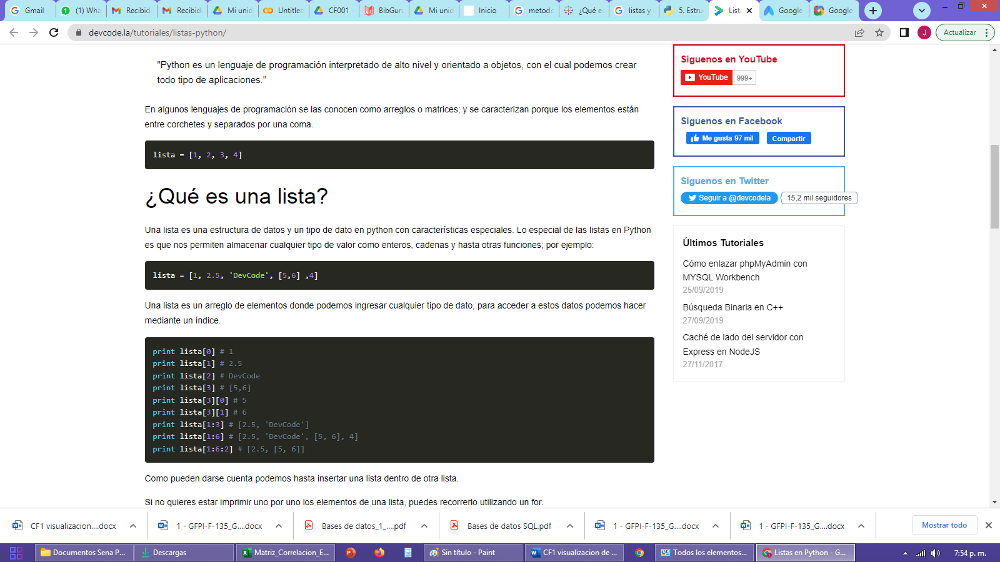 Gmail
(1) Wha
Recibid
Recibid
Mi unid
Untitled
CF001 -
BibGuru
Mi unid
Inicio
metodo
¿Qué e
listas y
5. Estru
Lista
Google
Google
devcode.la/tutoriales/listas-python/
J
Actualizar
"Python es un lenguaje de programación interpretado de alto nivel y orientado a objetos, con el cual podemos crear
todo tipo de aplicaciones."
En algunos lenguajes de programación se las conocen como arreglos o matrices; y se caracterizan porque los elementos están
entre corchetes y separados por una coma.
lista = [1, 2, 3, 4]
¿Qué es una lista?
Una lista es una estructura de datos y un tipo de dato en python con características especiales. Lo especial de las listas en Python
es que nos permiten almacenar cualquier tipo de valor como enteros, cadenas y hasta otras funciones; por ejemplo:
lista = [1, 2.5, 'DevCode', [5,6] ,4]
Una lista es un arreglo de elementos donde podemos ingresar cualquier tipo de dato, para acceder a estos datos podemos hacer
mediante un índice.
print lista[0] # 1
print lista[1] # 2.5
print lista[2] # DevCode
print lista[3] # [5,6]
print lista[3][0] # 5
print lista[3][1] # 6
print lista[1:3] # [2.5, 'DevCode']
print lista[1:6] # [2.5, 'DevCode', [5, 6], 4]
print lista[1:6:2] # [2.5, [5, 6]]
Como pueden darse cuenta podemos hasta insertar una lista dentro de otra lista.
Si no quieres estar imprimir uno por uno los elementos de una lista, puedes recorrerlo utilizando un for.
Siguenos en YouTube
YouTube 999+
Siguenos en Facebook
Me gusta 97 mil Compartir
Siguenos en Twitter
Seguir a @devcodela 15,2 mil seguidores
Últimos Tutoriales
Cómo enlazar phpMyAdmin con
MYSQL Workbench
25/09/2019
Búsqueda Binaria en C++
27/09/2019
Caché de lado del servidor con
Express en NodeJS
27/11/2017
CF1 visualizacion....docx
1 - GFPI-F-135_G....docx
Bases de datos_1_....pdf
Bases de datos SQL.pdf
1 - GFPI-F-135_G....docx
1 - GFPI-F-135_G....docx
Mostrar todo
Documentos Sena P...
Descargas
Matriz_Correlacion_E...
Sin título - Paint
CF1 visualizacion de ...
Todos los elementos...
Listas en Python - G...
7:54 p. m.